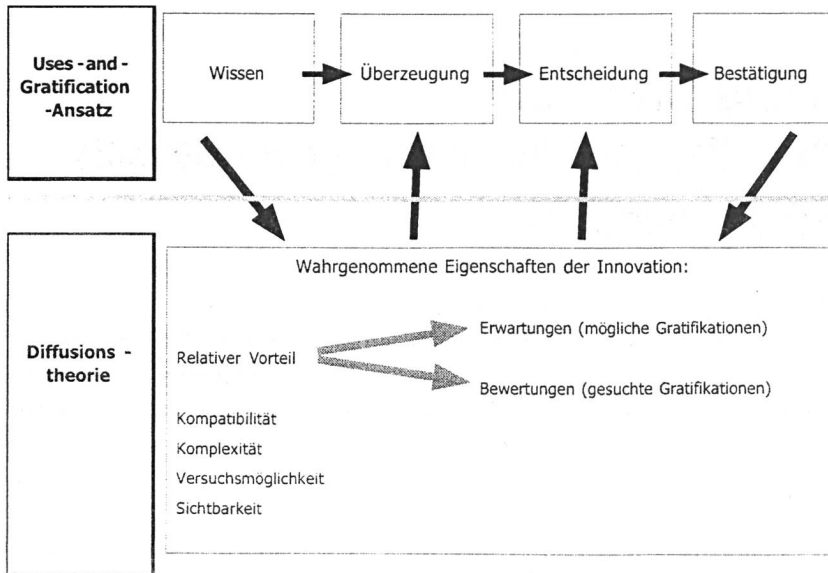 Uses -and -
Gratification
-Ansatz
Wissen
Überzeugung
Entscheidung
Bestätigung
Diffusions -
theorie
Wahrgenommene Eigenschaften der Innovation:
Relativer Vorteil
Erwartungen (mögliche Gratifikationen)
Bewertungen (gesuchte Gratifikationen)
Kompatibilität
Komplexität
Versuchsmöglichkeit
Sichtbarkeit